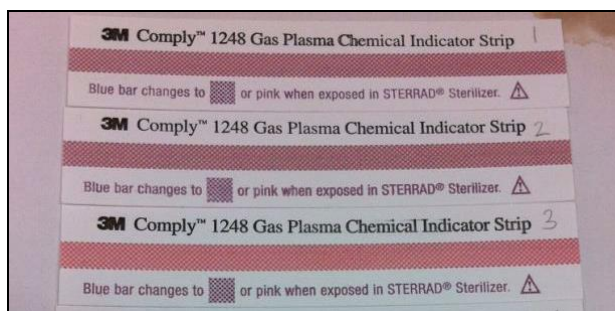 3M Comply™ 1248 Gas Plasma Chemical Indicator Strip 1
Blue bar changes to or pink when exposed in STERRAD® Sterilizer.
3M Comply™ 1248 Gas Plasma Chemical Indicator Strip 2
Blue bar changes to or pink when exposed in STERRAD® Sterilizer.
3M Comply™ 1248 Gas Plasma Chemical Indicator Strip 3
Blue bar changes to or pink when exposed in STERRAD® Sterilizer.